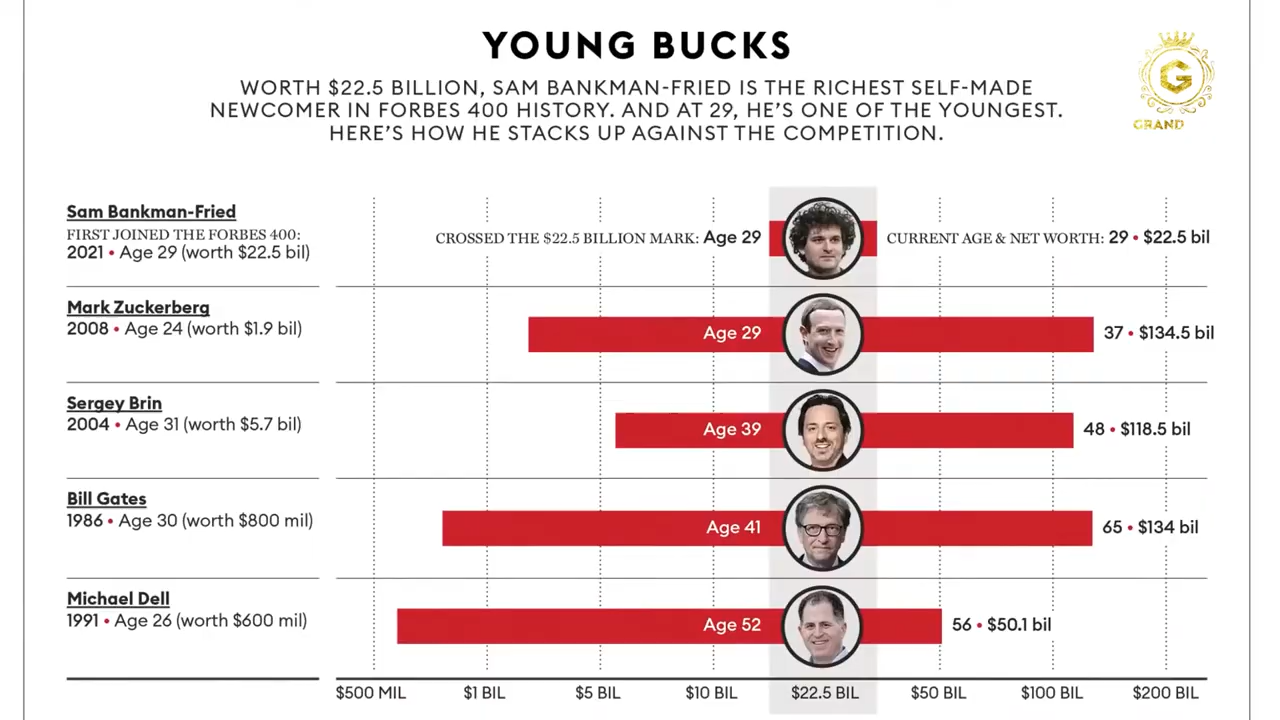 YOUNG BUCKS
WORTH $22.5 BILLION, SAM BANKMAN-FRIED IS THE RICHEST SELF-MADE
NEWCOMER IN FORBES 400 HISTORY. AND AT 29, HE'S ONE OF THE YOUNGEST.
HERE'S HOW HE STACKS UP AGAINST THE COMPETITION.
G
GRAND
Sam Bankman-Fried
FIRST JOINED THE FORBES 400:
2021 • Age 29 (worth $22.5 bil)
CROSSED THE $22.5 BILLION MARK: Age 29
CURRENT AGE & NET WORTH: 29 • $22.5 bil
Mark Zuckerberg
2008 • Age 24 (worth $1.9 bil)
Age 29
37 • $134.5 bil
Sergey Brin
2004 • Age 31 (worth $5.7 bil)
Age 39
48 • $118.5 bil
Bill Gates
1986 • Age 30 (worth $800 mil)
Age 41
65 • $134 bil
Michael Dell
1991 • Age 26 (worth $600 mil)
Age 52
56 • $50.1 bil
$500 MIL $1 BIL $5 BIL $10 BIL $22.5 BIL $50 BIL $100 BIL $200 BIL